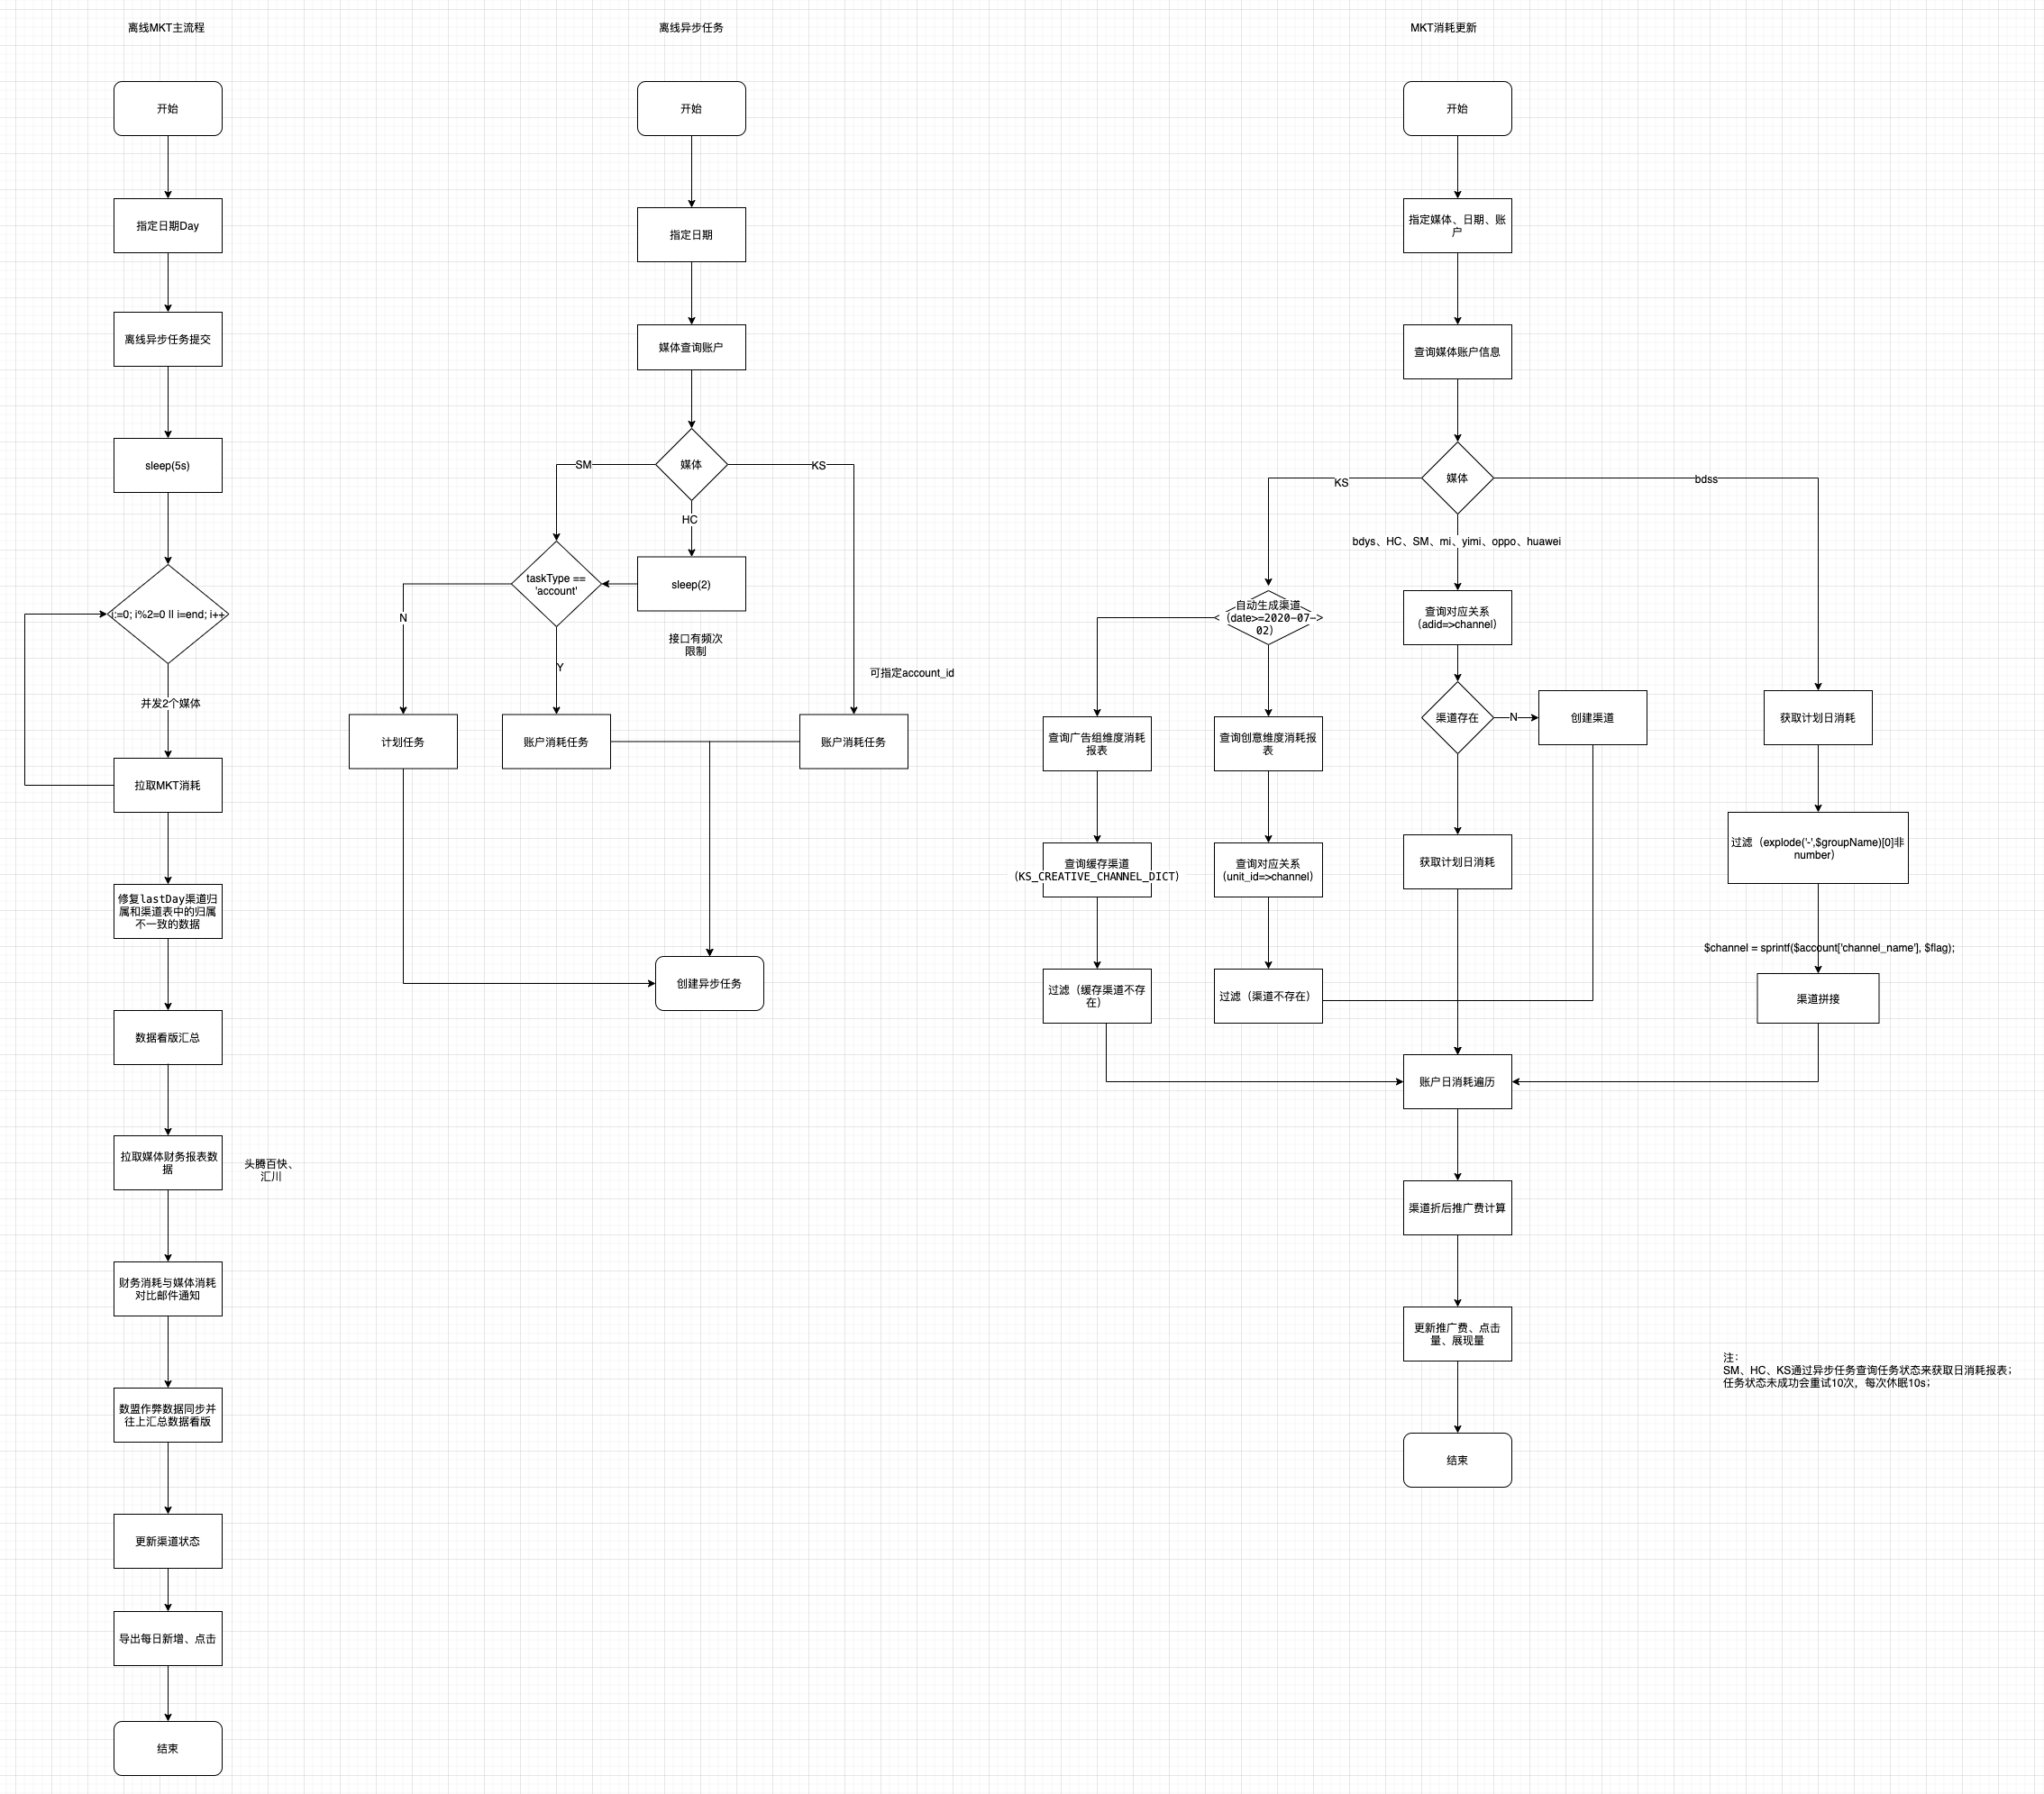 离线MKT主流程
开始
指定日期Day
离线异步任务提交
sleep(5s)
i:=0; i%2=0 || i=end; i++
并发2个媒体
拉取MKT消耗
修复lastDay渠道归
属和渠道表中的归属
不一致的数据
数据看版汇总
拉取媒体财务报表数
据
头腾百快、
汇川
财务消耗与媒体消耗
对比邮件通知
数盟作弊数据同步并
往上汇总数据看版
更新渠道状态
导出每日新增、点击
结束
离线异步任务
开始
指定日期
媒体查询账户
媒体
SM
KS
HC
taskType ==
'account'
sleep(2)
接口有频次
限制
N
Y
可指定account_id
计划任务
账户消耗任务
账户消耗任务
创建异步任务
MKT消耗更新
开始
指定媒体、日期、账
户
查询媒体账户信息
媒体
KS
bdss
bdys、HC、SM、mi、yimi、oppo、huawei
自动生成渠道
（date>=2020-07-
02）
查询对应关系
(adid=>channel)
渠道存在
N
创建渠道
获取计划日消耗
查询广告组维度消耗
报表
查询创意维度消耗报
表
获取计划日消耗
过滤（explode('-',$groupName)[0]非
number）
查询缓存渠道
（KS_CREATIVE_CHANNEL_DICT）
查询对应关系
(unit_id=>channel)
$channel = sprintf($account['channel_name'], $flag);
过滤（缓存渠道不存
在）
过滤（渠道不存在）
渠道拼接
账户日消耗遍历
渠道折后推广费计算
更新推广费、点击
量、展现量
结束
注：
SM、HC、KS通过异步任务查询任务状态来获取日消耗报表；
任务状态未成功会重试10次，每次休眠10s；